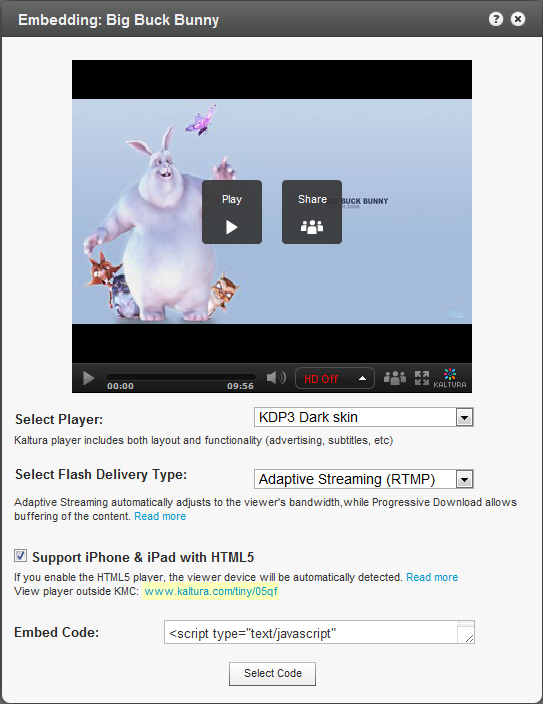 Embedding: Big Buck Bunny
Play
Share
BUCK BUNNY
HD Off
00:00
09:56
KALTURA
Select Player:
KDP3 Dark skin
Kaltura player includes both layout and functionality (advertising, subtitles, etc)
Select Flash Delivery Type:
Adaptive Streaming (RTMP)
Adaptive Streaming automatically adjusts to the viewer's bandwidth,while Progressive Download allows
buffering of the content. Read more
Support iPhone & iPad with HTML5
If you enable the HTML5 player, the viewer device will be automatically detected. Read more
View player outside KMC: www.kaltura.com/tiny/05qf
Embed Code:
<script type="text/javascript"
Select Code